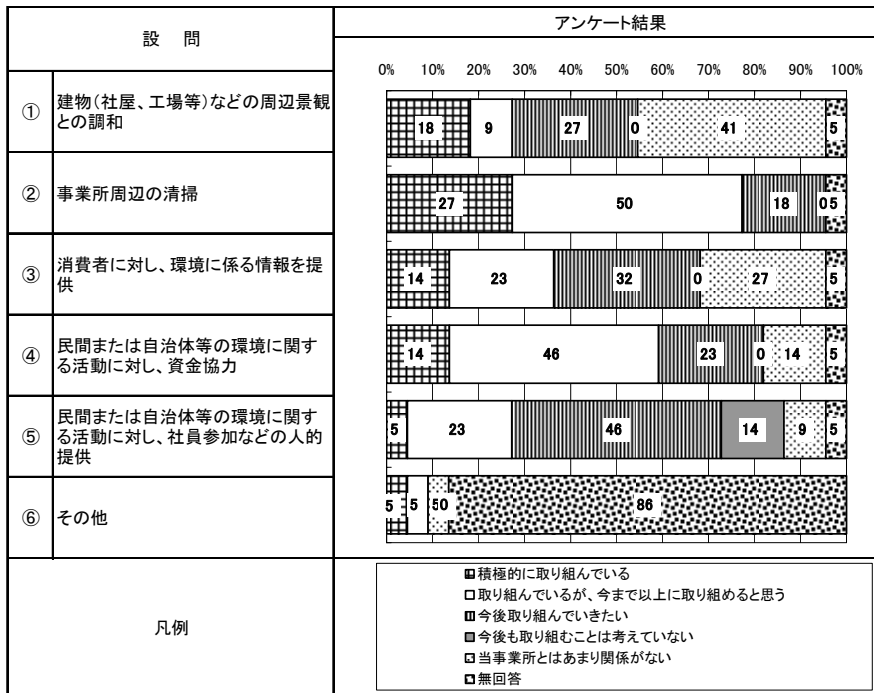 設　問
アンケート結果
0% 10% 20% 30% 40% 50% 60% 70% 80% 90% 100%
① 建物(社屋、工場等)などの周辺景観
との調和
18 9 27 0 41 5
② 事業所周辺の清掃
27 50 18 0 5
③ 消費者に対し、環境に係る情報を提
供
14 23 32 0 27 5
④ 民間または自治体等の環境に関す
る活動に対し、資金協力
14 46 23 0 14 5
⑤ 民間または自治体等の環境に関す
る活動に対し、社員参加などの人的
提供
5 23 46 14 9 5
⑥ その他
5 5 5 0 86
凡例
積極的に取り組んでいる
取り組んでいるが、今まで以上に取り組めると思う
今後取り組んでいきたい
今後も取り組むことは考えていない
当事業所とはあまり関係がない
無回答